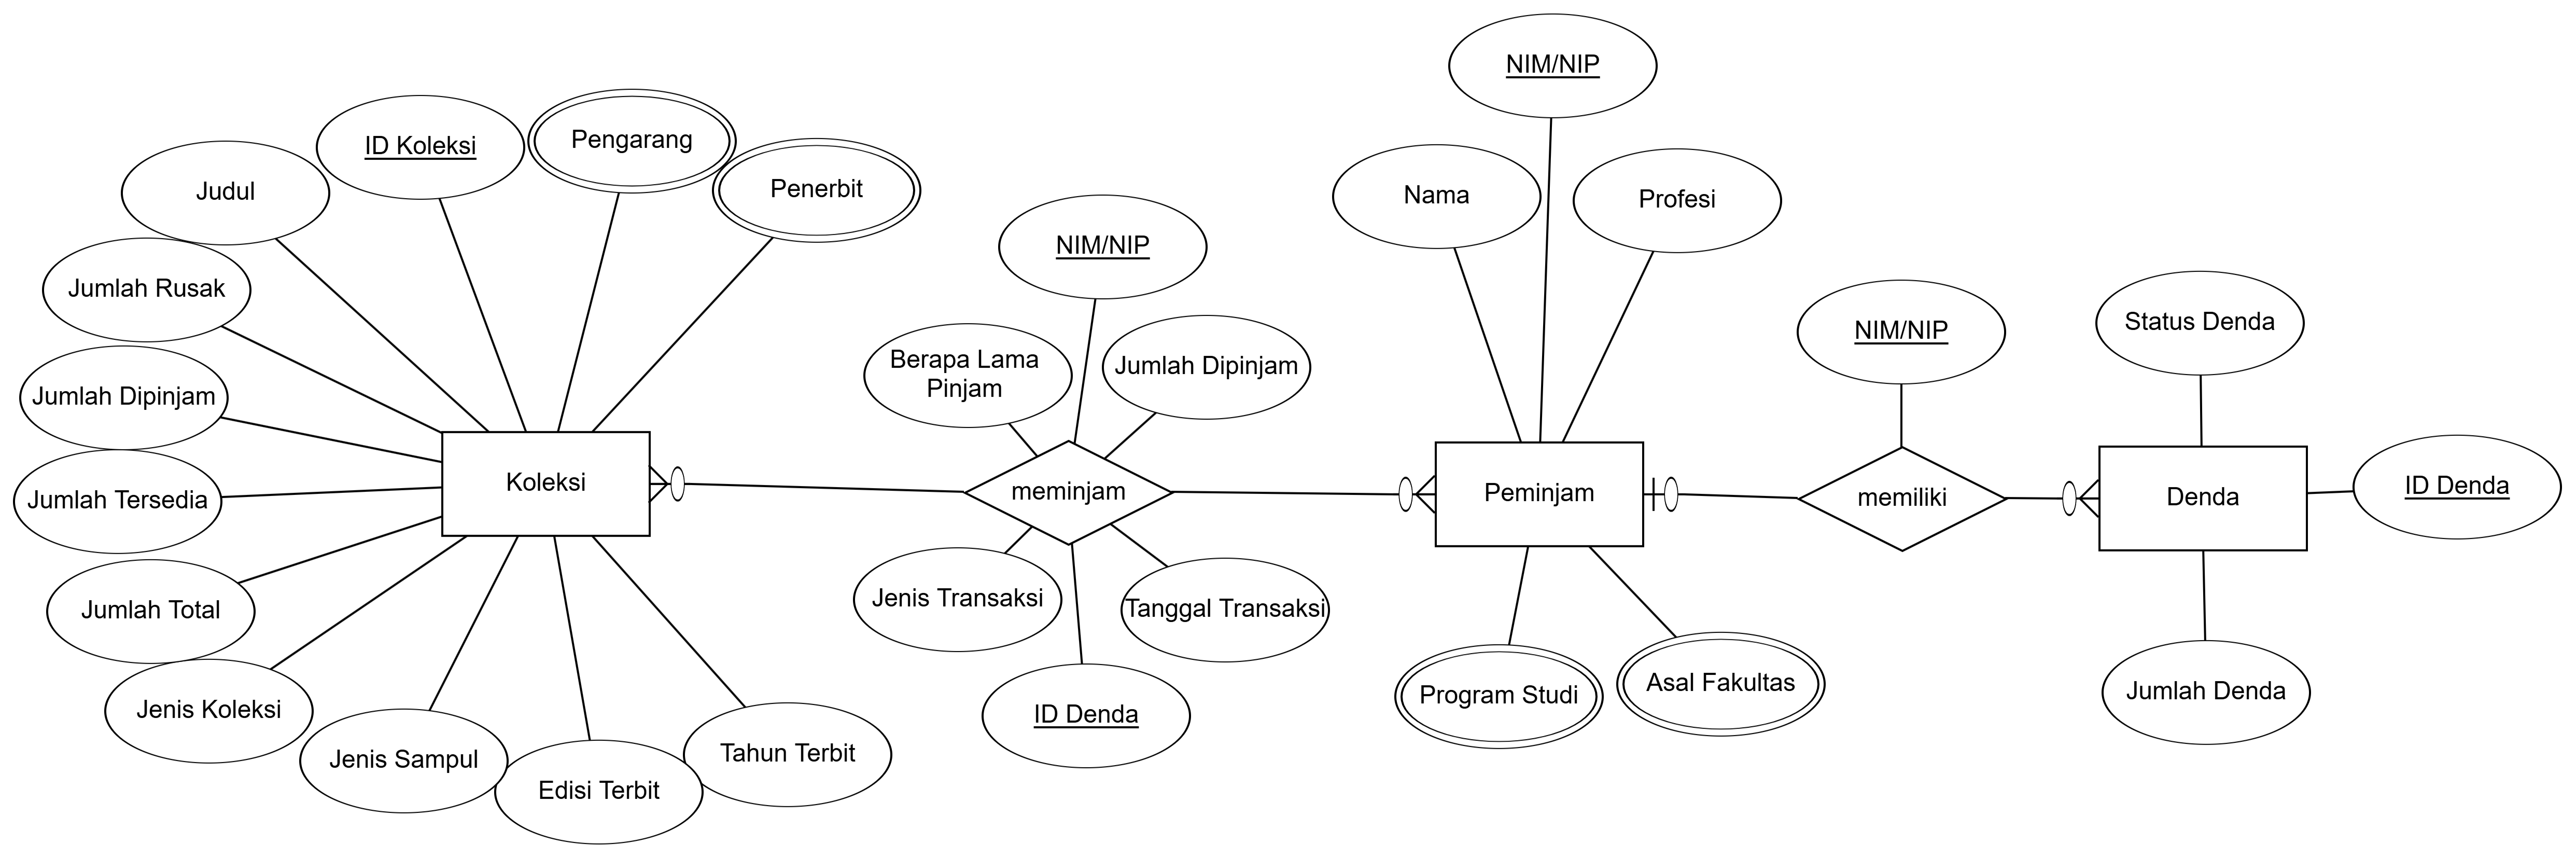 NIM/NIP
ID Koleksi
Pengarang
Penerbit
Judul
Nama
Profesi
NIM/NIP
Jumlah Rusak
NIM/NIP
Status Denda
Berapa Lama
Pinjam
Jumlah Dipinjam
Jumlah Dipinjam
Koleksi
meminjam
Peminjam
memiliki
Denda
ID Denda
Jumlah Tersedia
Jumlah Total
Jenis Transaksi
Tanggal Transaksi
Jenis Koleksi
ID Denda
Program Studi
Asal Fakultas
Jumlah Denda
Jenis Sampul
Edisi Terbit
Tahun Terbit